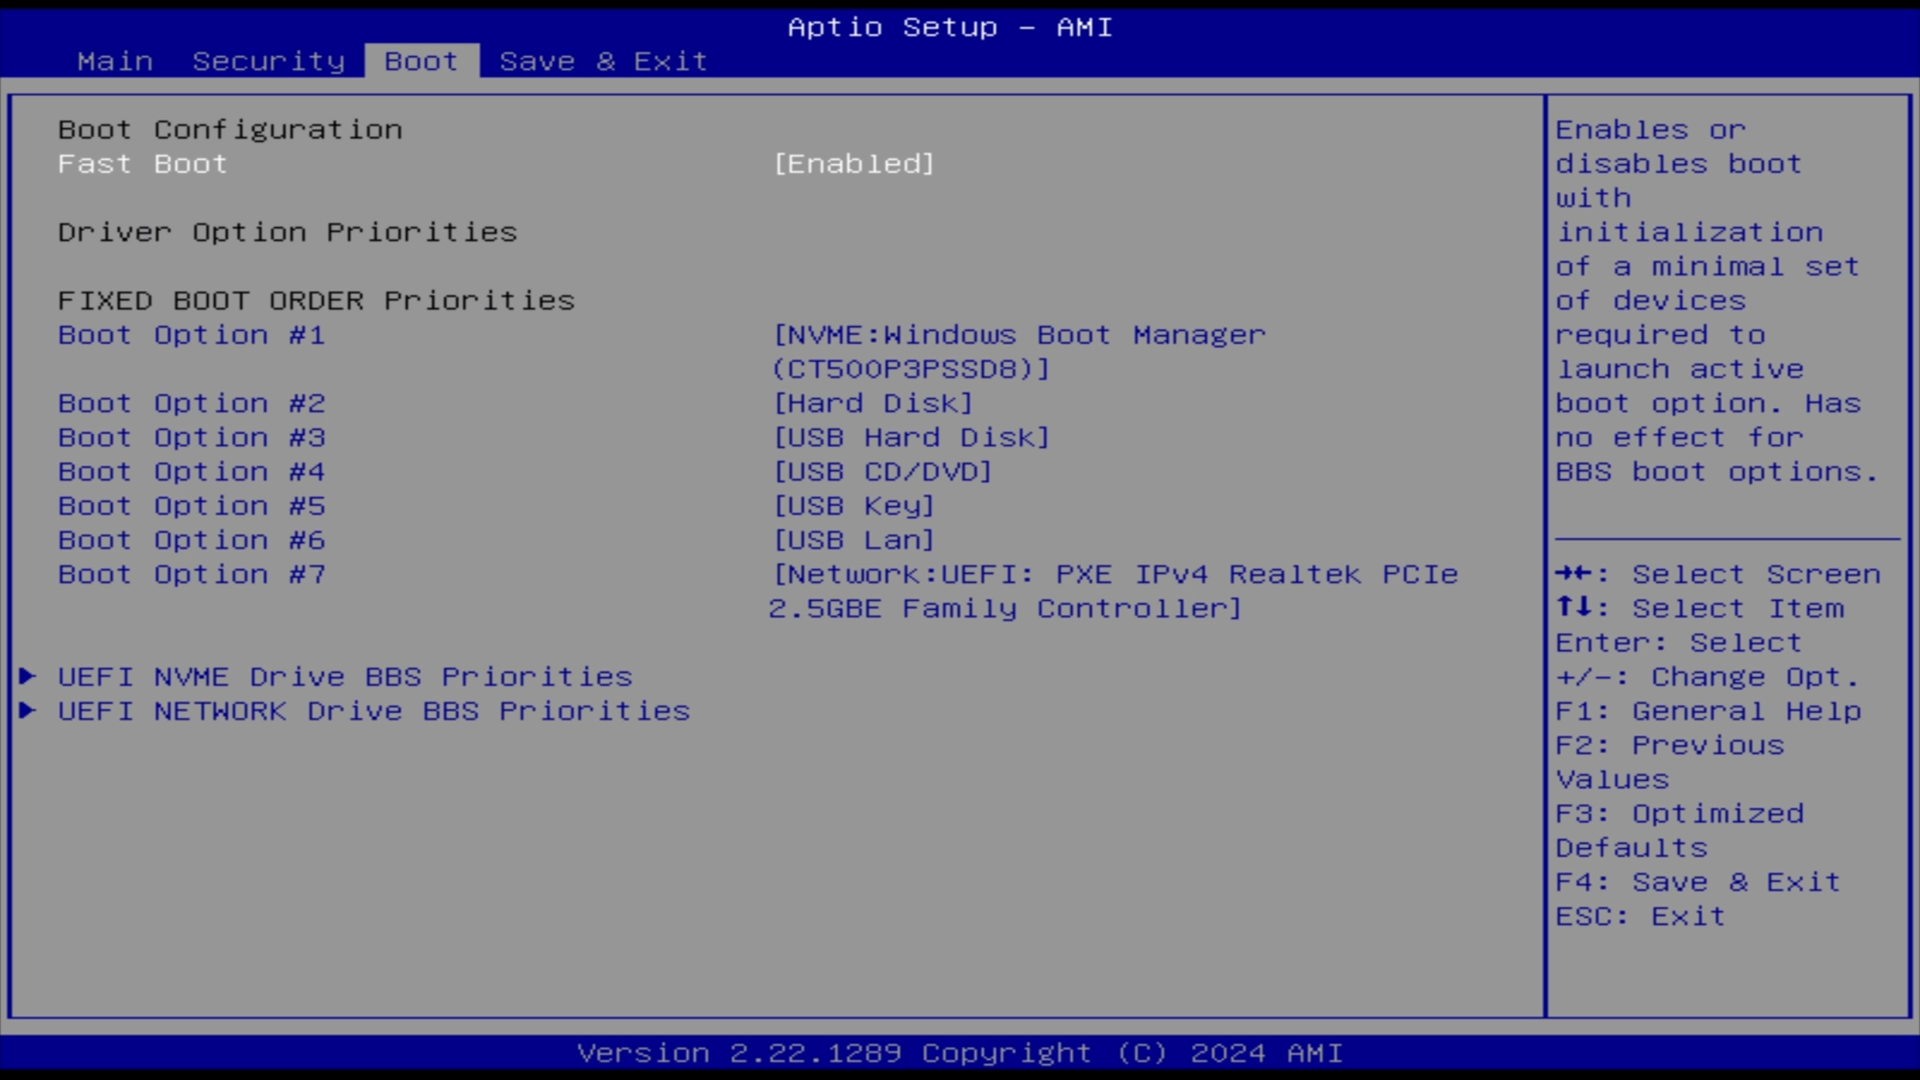 Aptio Setup - AMI
Main Security Boot Save & Exit
Boot Configuration
Fast Boot [Enabled]
Driver Option Priorities
FIXED BOOT ORDER Priorities
Boot Option #1 [NVME:Windows Boot Manager
(CT500P3PSSD8)]
Boot Option #2 [Hard Disk]
Boot Option #3 [USB Hard Disk]
Boot Option #4 [USB CD/DVD]
Boot Option #5 [USB Key]
Boot Option #6 [USB Lan]
Boot Option #7 [Network:UEFI: PXE IPv4 Realtek PCIe
2.5GBE Family Controller]
► UEFI NVME Drive BBS Priorities
► UEFI NETWORK Drive BBS Priorities
Enables or
disables boot
with
initialization
of a minimal set
of devices
required to
launch active
boot option. Has
no effect for
BBS boot options.
→←: Select Screen
↑↓: Select Item
Enter: Select
+/-: Change Opt.
F1: General Help
F2: Previous
Values
F3: Optimized
Defaults
F4: Save & Exit
ESC: Exit
Version 2.22.1289 Copyright (C) 2024 AMI